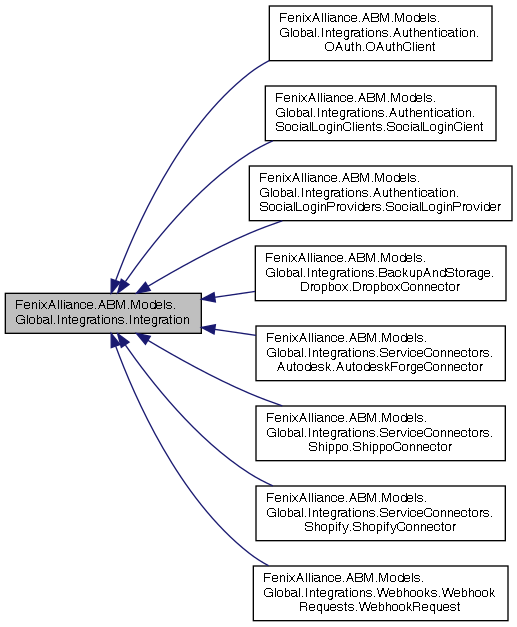 FenixAlliance.ABM.Models.
Global.Integrations.Authentication.
OAuth.OAuthClient
FenixAlliance.ABM.Models.
Global.Integrations.Authentication.
SocialLoginClients.SocialLoginCient
FenixAlliance.ABM.Models.
Global.Integrations.Authentication.
SocialLoginProviders.SocialLoginProvider
FenixAlliance.ABM.Models.
Global.Integrations.BackupAndStorage.
Dropbox.DropboxConnector
FenixAlliance.ABM.Models.
Global.Integrations.Integration
FenixAlliance.ABM.Models.
Global.Integrations.ServiceConnectors.
Autodesk.AutodeskForgeConnector
FenixAlliance.ABM.Models.
Global.Integrations.ServiceConnectors.
Shippo.ShippoConnector
FenixAlliance.ABM.Models.
Global.Integrations.ServiceConnectors.
Shopify.ShopifyConnector
FenixAlliance.ABM.Models.
Global.Integrations.Webhooks.Webhook
Requests.WebhookRequest